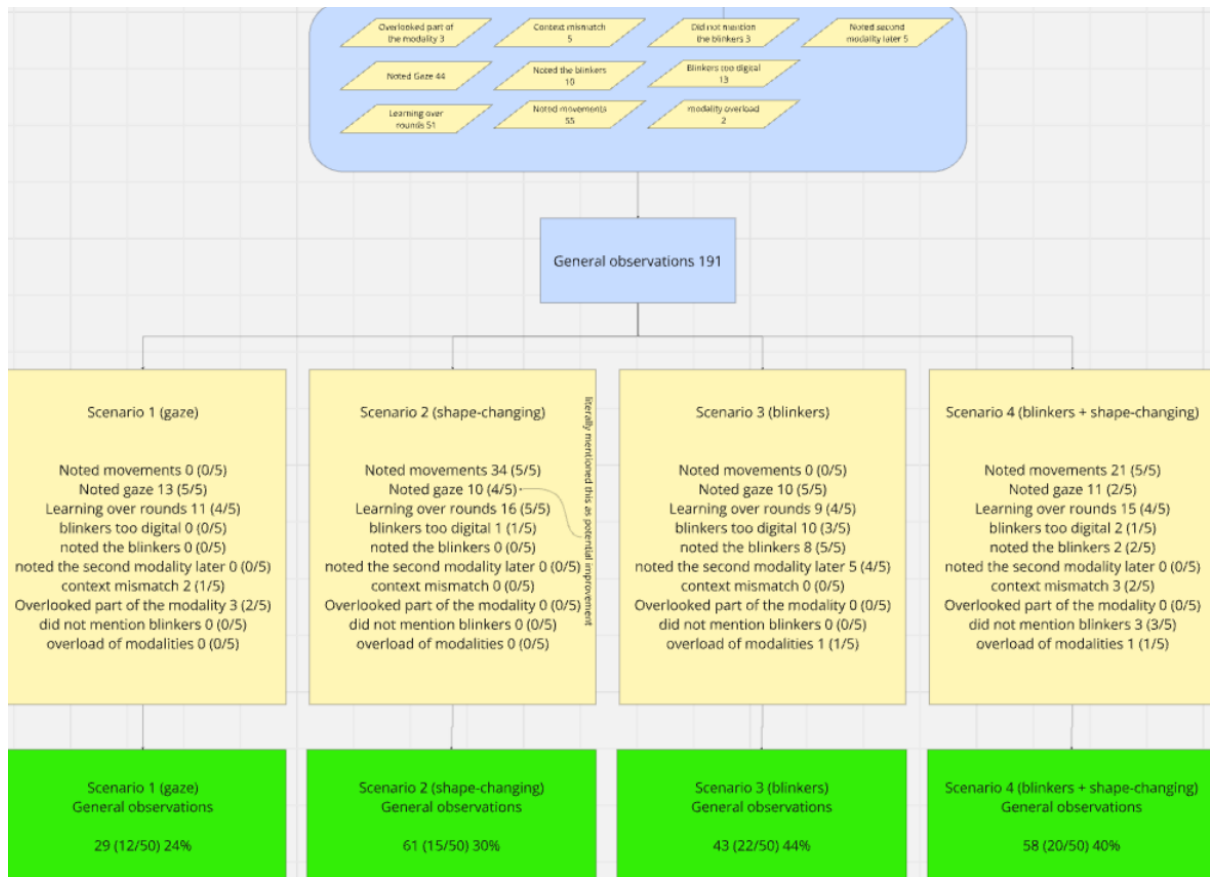 Overlooked part of
the modality 3
Context mismatch
5
Did not mention
the blinkers 3
Noted second
modality later 5
Noted Gaze 44
Noted the blinkers
10
Blinkers too digital
13
Learning over
rounds 51
Noted movements
55
modality overload
2
General observations 191
Scenario 1 (gaze)
Noted movements 0 (0/5)
Noted gaze 13 (5/5)
Learning over rounds 11 (4/5)
blinkers too digital 0 (0/5)
noted the blinkers 0 (0/5)
noted the second modality later 0 (0/5)
context mismatch 2 (1/5)
Overlooked part of the modality 3 (2/5)
did not mention blinkers 0 (0/5)
overload of modalities 0 (0/5)
Scenario 2 (shape-changing)
Noted movements 34 (5/5)
Noted gaze 10 (4/5)
Learning over rounds 16 (5/5)
blinkers too digital 1 (1/5)
noted the blinkers 0 (0/5)
noted the second modality later 0 (0/5)
context mismatch 0 (0/5)
Overlooked part of the modality 0 (0/5)
did not mention blinkers 0 (0/5)
overload of modalities 0 (0/5)
literally mentioned this as potential improvement
Scenario 3 (blinkers)
Noted movements 0 (0/5)
Noted gaze 10 (5/5)
Learning over rounds 9 (4/5)
blinkers too digital 10 (3/5)
noted the blinkers 8 (5/5)
noted the second modality later 5 (4/5)
context mismatch 0 (0/5)
Overlooked part of the modality 0 (0/5)
did not mention blinkers 0 (0/5)
overload of modalities 1 (1/5)
Scenario 4 (blinkers + shape-changing)
Noted movements 21 (5/5)
Noted gaze 11 (2/5)
Learning over rounds 15 (4/5)
blinkers too digital 2 (1/5)
noted the blinkers 2 (2/5)
noted the second modality later 0 (0/5)
context mismatch 3 (2/5)
Overlooked part of the modality 0 (0/5)
did not mention blinkers 3 (3/5)
overload of modalities 1 (1/5)
Scenario 1 (gaze)
General observations
29 (12/50) 24%
Scenario 2 (shape-changing)
General observations
61 (15/50) 30%
Scenario 3 (blinkers)
General observations
43 (22/50) 44%
Scenario 4 (blinkers + shape-changing)
General observations
58 (20/50) 40%